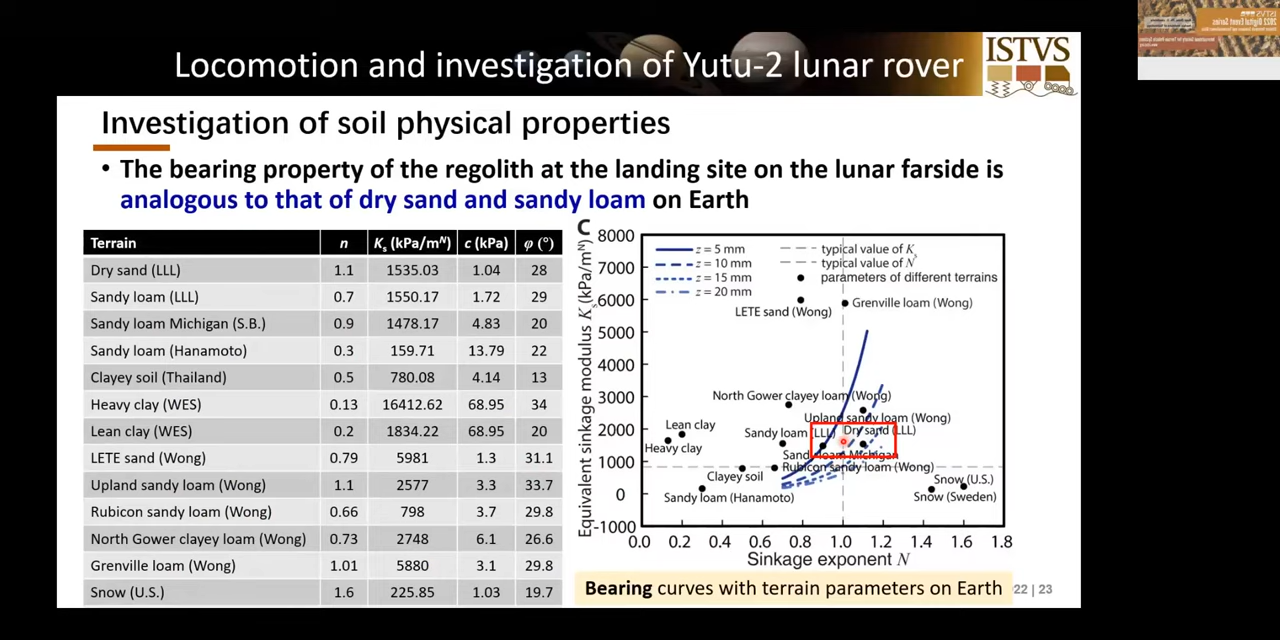 Locomotion and investigation of Yutu-2 lunar rover
ISTVS
Investigation of soil physical properties
• The bearing property of the regolith at the landing site on the lunar farside is
analogous to that of dry sand and sandy loam on Earth
Terrain n Ks (kPa/mᴺ) c (kPa) φ (°)
Dry sand (LLL) 1.1 1535.03 1.04 28
Sandy loam (LLL) 0.7 1550.17 1.72 29
Sandy loam Michigan (S.B.) 0.9 1478.17 4.83 20
Sandy loam (Hanamoto) 0.3 159.71 13.79 22
Clayey soil (Thailand) 0.5 780.08 4.14 13
Heavy clay (WES) 0.13 16412.62 68.95 34
Lean clay (WES) 0.2 1834.22 68.95 20
LETE sand (Wong) 0.79 5981 1.3 31.1
Upland sandy loam (Wong) 1.1 2577 3.3 33.7
Rubicon sandy loam (Wong) 0.66 798 3.7 29.8
North Gower clayey loam (Wong) 0.73 2748 6.1 26.6
Grenville loam (Wong) 1.01 5880 3.1 29.8
Snow (U.S.) 1.6 225.85 1.03 19.7
C
Equivalent sinkage modulus Ks (kPa/mᴺ)
8000
7000
6000
5000
4000
3000
2000
1000
0
-1000
z = 5 mm
z = 10 mm
z = 15 mm
z = 20 mm
typical value of Ks
typical value of N
parameters of different terrains
LETE sand (Wong)
Grenville loam (Wong)
North Gower clayey loam (Wong)
Upland sandy loam (Wong)
Lean clay
Sandy loam (LLL)
Dry sand (LLL)
Heavy clay
Sandy loam Michigan
Rubicon sandy loam (Wong)
Clayey soil
Snow (U.S.)
Sandy loam (Hanamoto)
Snow (Sweden)
0.0 0.2 0.4 0.6 0.8 1.0 1.2 1.4 1.6 1.8
Sinkage exponent N
Bearing curves with terrain parameters on Earth
22 | 23